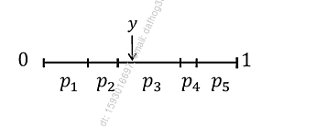 y
0 1
p₁ p₂ p₃ p₄ p₅